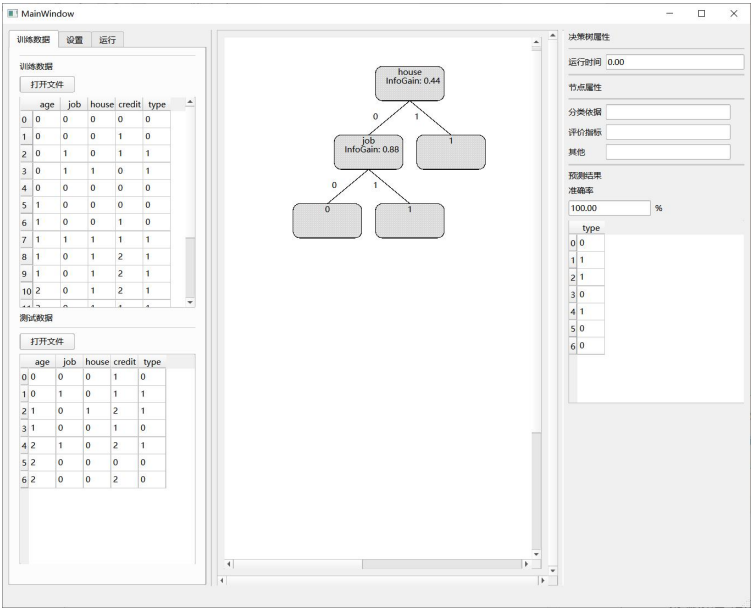 MainWindow
训练数据 设置 运行
训练数据
打开文件
age job house credit type
0 0 0 0 0 0
1 0 0 0 1 0
2 0 1 0 1 1
3 0 1 1 0 1
4 0 0 0 0 0
5 1 0 0 0 0
6 1 0 0 1 0
7 1 1 1 1 1
8 1 0 1 2 1
9 1 0 1 2 1
10 2 0 1 2 1
测试数据
打开文件
age job house credit type
0 0 0 0 1 0
1 0 1 0 1 1
2 1 0 1 2 1
3 1 0 0 1 0
4 2 1 0 2 1
5 2 0 0 0 0
6 2 0 0 2 0
house
InfoGain: 0.44
0 1
job
InfoGain: 0.88
1
0 1
0
1
决策树属性
运行时间 0.00
节点属性
分类依据
评价指标
其他
预测结果
准确率
100.00 %
type
0 0
1 1
2 1
3 0
4 1
5 0
6 0